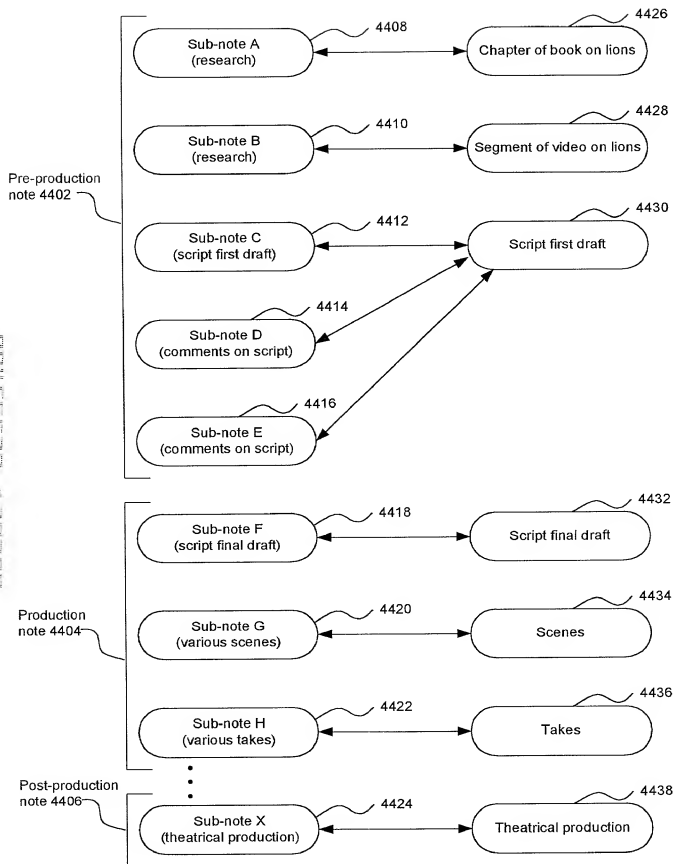 4408
4426
Sub-note A
(research)
Chapter of book on lions
4410
4428
Sub-note B
(research)
Segment of video on lions
Pre-production
note 4402
4412
4430
Sub-note C
(script first draft)
Script first draft
4414
Sub-note D
(comments on script)
4416
Sub-note E
(comments on script)
4418
4432
Sub-note F
(script final draft)
Script final draft
Production
note 4404
4420
4434
Sub-note G
(various scenes)
Scenes
4422
4436
Sub-note H
(various takes)
Takes
Post-production
note 4406
4424
4438
Sub-note X
(theatrical production)
Theatrical production